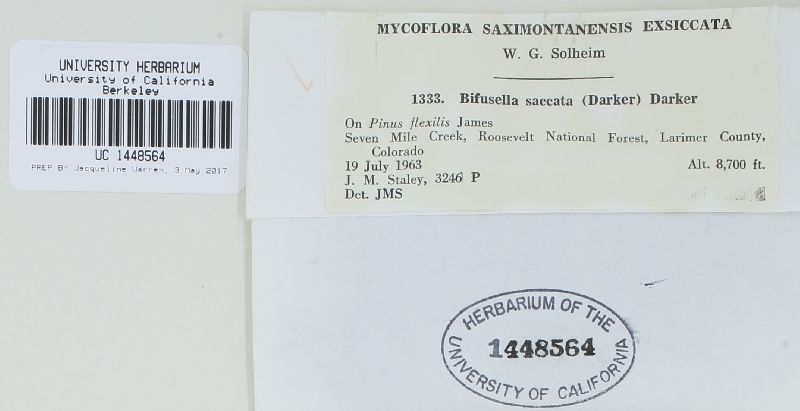 UNIVERSITY HERBARIUM
University of California
Berkeley
UC 1448564
PREP BY Jacqueline Warren, 3 May 2017
MYCOFLORA SAXIMONTANENSIS EXSICCATA
W. G. Solheim
1333. Bifusella saccata (Darker) Darker
On Pinus flexilis James
Seven Mile Creek, Roosevelt National Forest, Larimer County,
Colorado
19 July 1963 Alt. 8,700 ft.
J. M. Staley, 3246 P
Det. JMS
HERBARIUM OF THE
1448564
UNIVERSITY OF CALIFORNIA